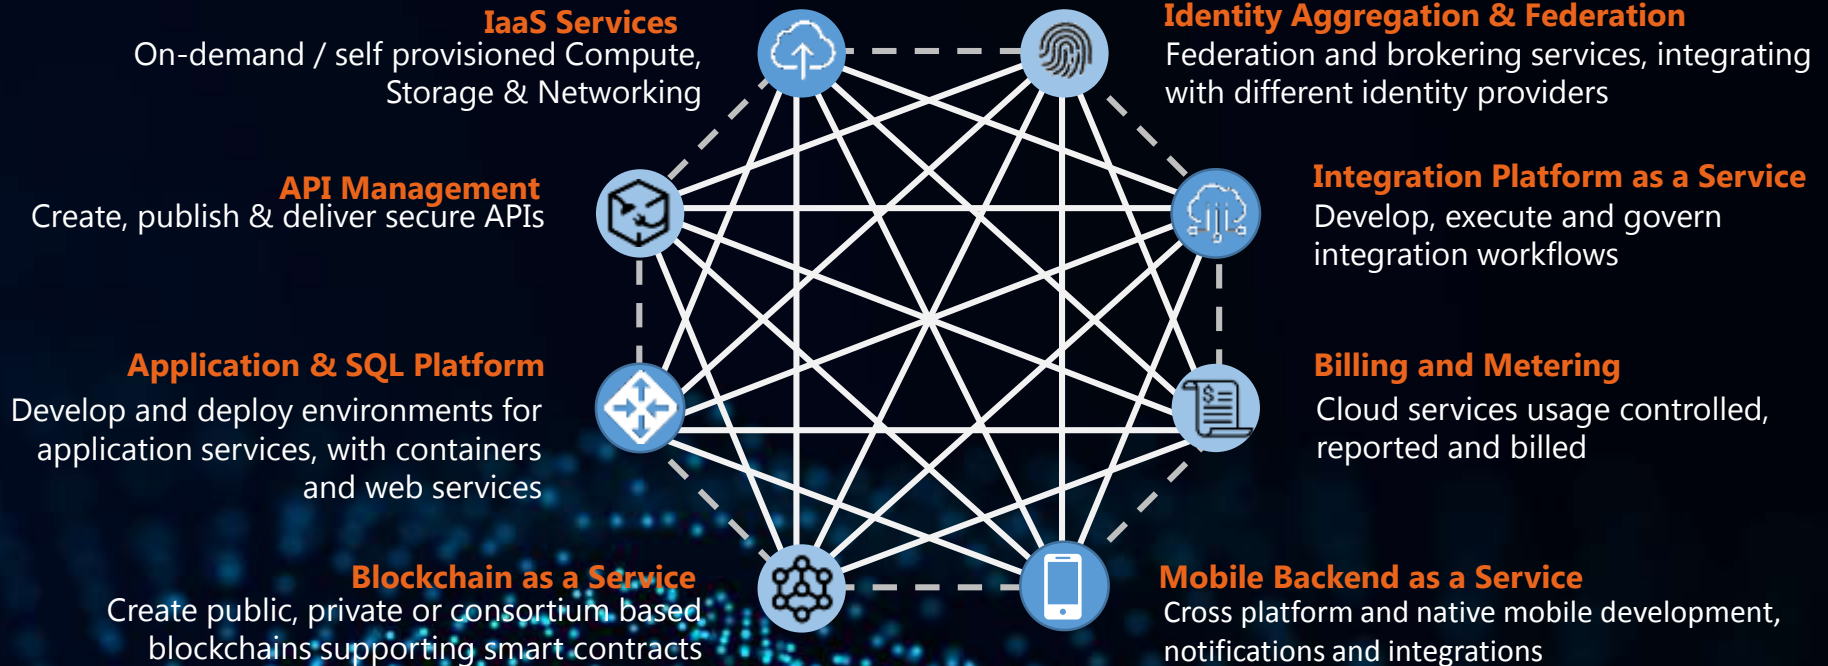 IaaS Services
On-demand / self provisioned Compute,
Storage & Networking
Identity Aggregation & Federation
Federation and brokering services, integrating
with different identity providers
API Management
Create, publish & deliver secure APIs
Integration Platform as a Service
Develop, execute and govern
integration workflows
Application & SQL Platform
Develop and deploy environments for
application services, with containers
and web services
Billing and Metering
Cloud services usage controlled,
reported and billed
$
Blockchain as a Service
Create public, private or consortium based
blockchains supporting smart contracts
Mobile Backend as a Service
Cross platform and native mobile development,
notifications and integrations